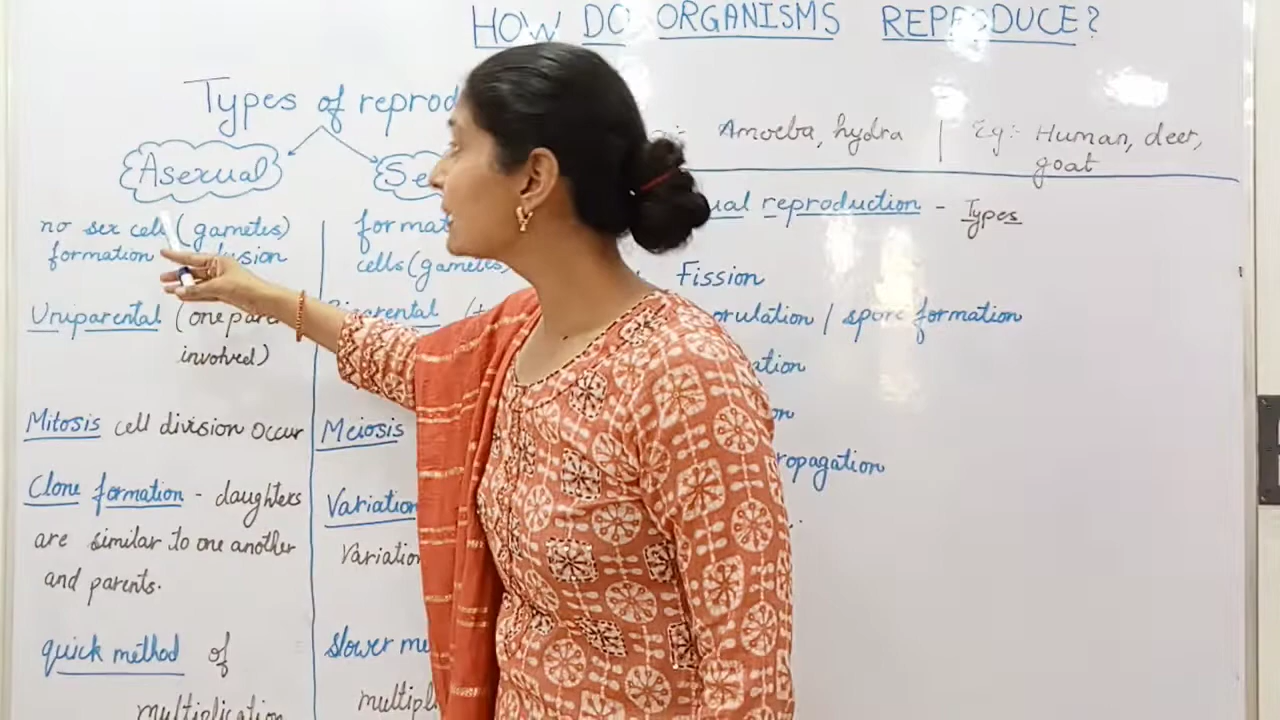 HOW DO ORGANISMS REPRODUCE?
Types of reprod
Asexual
no sex cell (gametes)
formation
Uniparental (one
involved)
Mitosis cell division occur
Clone formation - daughters
are similar to one another
and parents.
quick method of
multiplication
Se
format
cells (gametes)
Meiosis
Variation
Variation
slower me
multipl
Amoeba, hydra | Eg:- Human, deer,
goat
ual reproduction - Types
Fission
orulation / spore formation
ation
on
ropagation